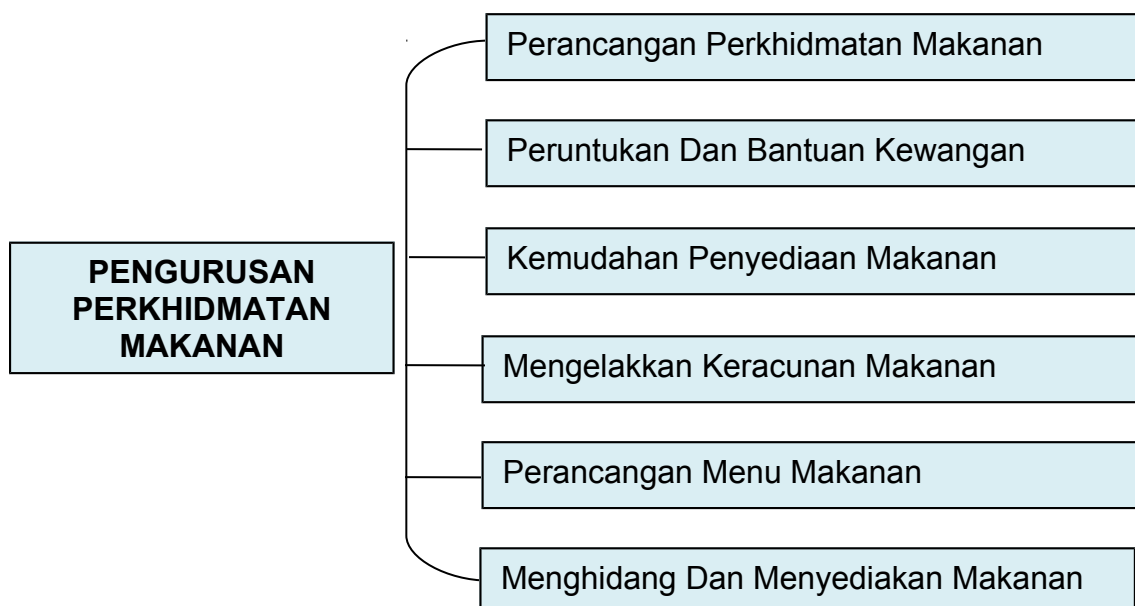 Perancangan Perkhidmatan Makanan
Peruntukan Dan Bantuan Kewangan
Kemudahan Penyediaan Makanan
PENGURUSAN
PERKHIDMATAN
MAKANAN
Mengelakkan Keracunan Makanan
Perancangan Menu Makanan
Menghidang Dan Menyediakan Makanan